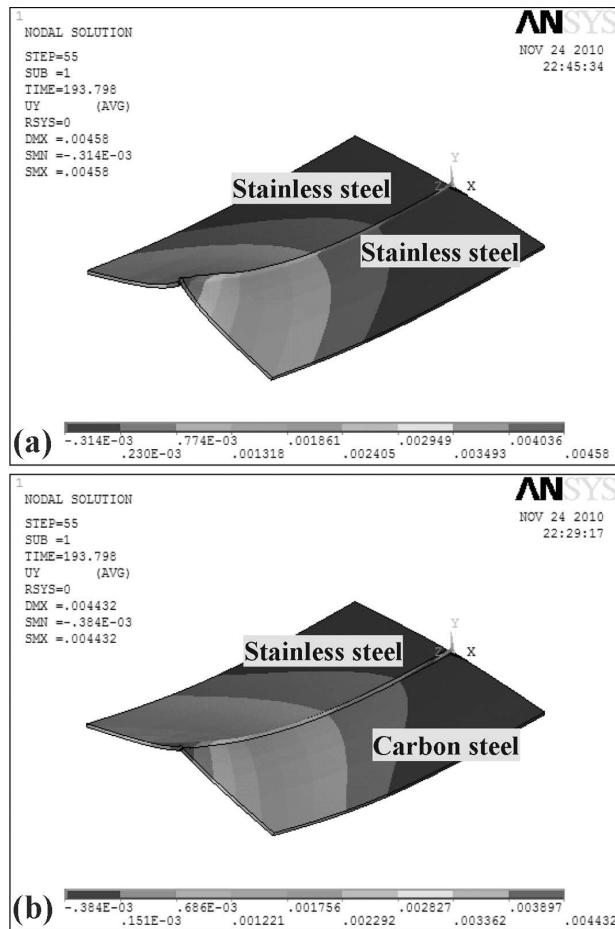 1
NODAL SOLUTION
ANSYS
NOV 24 2010
22:45:34
STEP=55
SUB =1
TIME=193.798
UY (AVG)
RSYS=0
DMX =.00458
SMN =-.314E-03
SMX =.00458
Y
Z X
Stainless steel
Stainless steel
(a)
-.314E-03 .774E-03 .001861 .002949 .004036
.230E-03 .001318 .002405 .003493 .00458
1
NODAL SOLUTION
ANSYS
NOV 24 2010
22:29:17
STEP=55
SUB =1
TIME=193.798
UY (AVG)
RSYS=0
DMX =.004432
SMN =-.384E-03
SMX =.004432
Y
Z X
Stainless steel
Carbon steel
(b)
-.384E-03 .686E-03 .001756 .002827 .003897
.151E-03 .001221 .002292 .003362 .004432